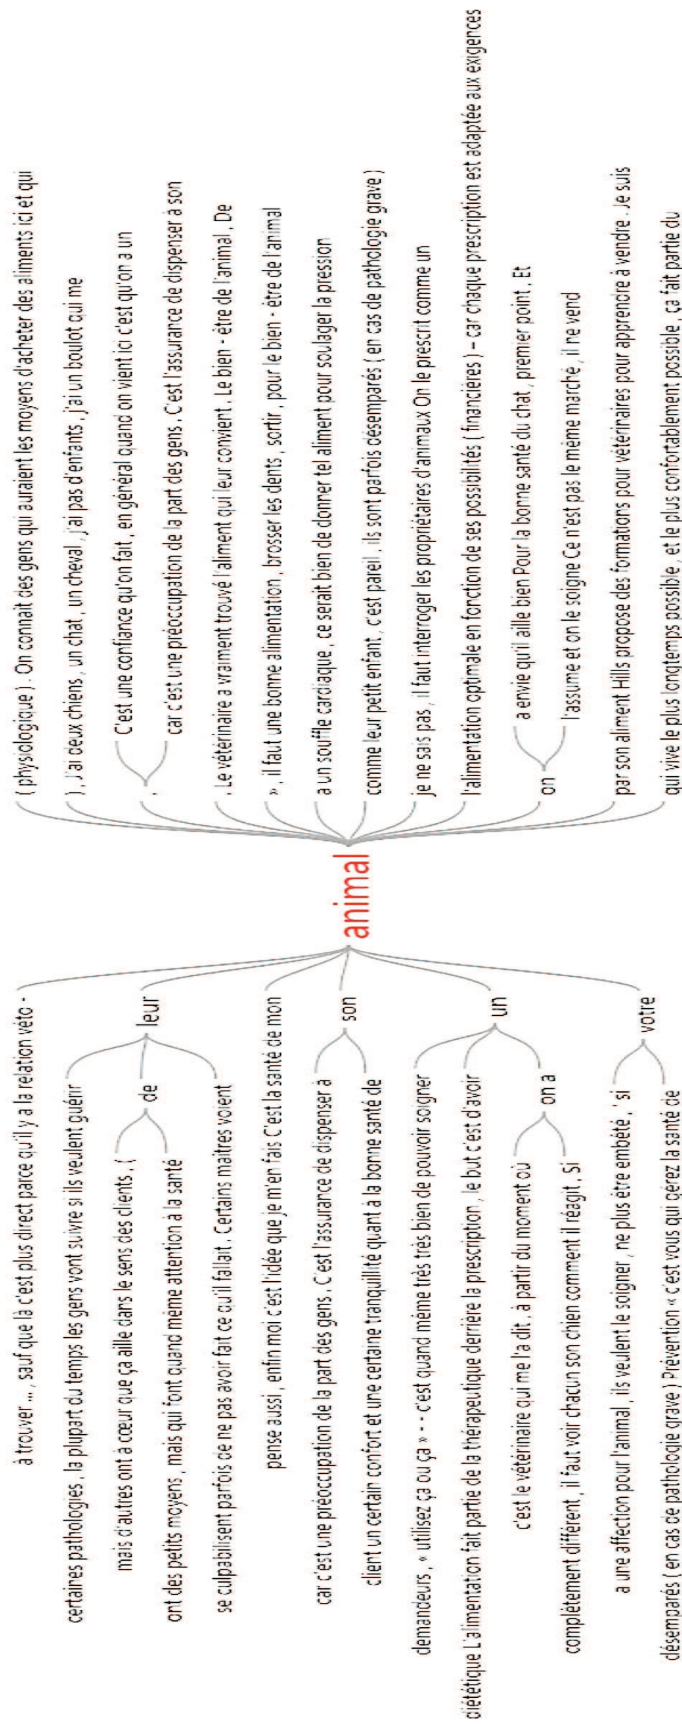 à trouver ... , sauf que là c'est plus direct parce qu'il y a la relation véto -
certaines pathologies , la plupart du temps les gens vont suivre si ils veulent guérir
mais d'autres ont à cœur que ça aille dans le sens des clients , (
ont des petits moyens , mais qui font quand même attention à la santé
de
se culpabilisent parfois de ne pas avoir fait ce qu'il fallait . Certains maîtres voient
leur
pense aussi , enfin moi c'est l'idée que je m'en fais C'est la santé de mon
car c'est une préoccupation de la part des gens . C'est l'assurance de dispenser à
client un certain confort et une certaine tranquillité quant à la bonne santé de
son
demandeurs , « utilisez ça ou ça » - - c'est quand même très très bien de pouvoir soigner
diététique L'alimentation fait partie de la thérapeutique derrière la prescription , le but c'est d'avoir
c'est le vétérinaire qui me l'a dit , à partir du moment où
complètement différent , il faut voir chacun son chien comment il réagit , Si
on a
un
a une affection pour l'animal , ils veulent le soigner , ne plus être embêté , ' si
désemparés ( en cas de pathologie grave ) Prévention « c'est vous qui gérez la santé de
votre
animal
( physiologique ) . On connaît des gens qui auraient les moyens d'acheter des aliments ici et qui
) , J'ai deux chiens , un chat , un cheval , j'ai pas d'enfants , j'ai un boulot qui me
,
C'est une confiance qu'on fait , en général quand on vient ici c'est qu'on a un
car c'est une préoccupation de la part des gens . C'est l'assurance de dispenser à son
. Le vétérinaire a vraiment trouvé l'aliment qui leur convient . Le bien - être de l'animal , De
» , il faut une bonne alimentation , brosser les dents , sortir , pour le bien - être de l'animal
a un souffle cardiaque , ce serait bien de donner tel aliment pour soulager la pression
comme leur petit enfant , c'est pareil , ils sont parfois désemparés ( en cas de pathologie grave )
je ne sais pas , il faut interroger les propriétaires d'animaux On le prescrit comme un
l'alimentation optimale en fonction de ses possibilités ( financières ) – car chaque prescription est adaptée aux exigences
on
a envie qu'il aille bien Pour la bonne santé du chat , premier point , Et
l'assume et on le soigne Ce n'est pas le même marché , il ne vend
par son aliment Hills propose des formations pour vétérinaires pour apprendre à vendre . Je suis
qui vive le plus longtemps possible , et le plus confortablement possible , ça fait partie du